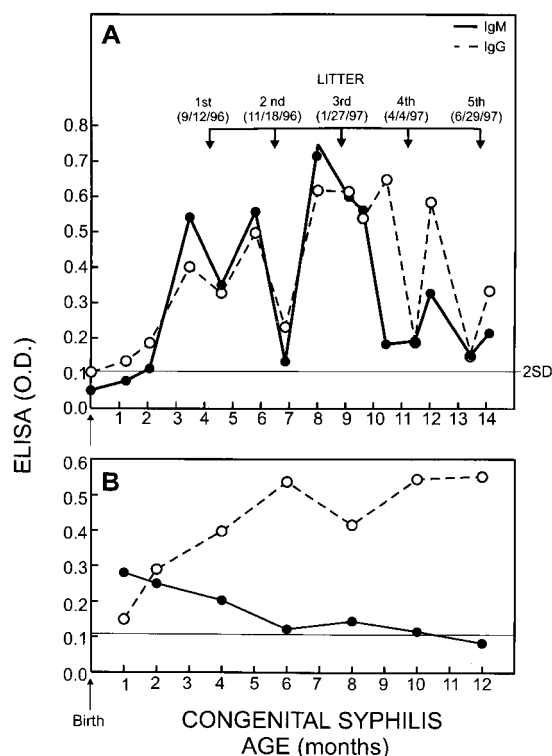 A
IgM
IgG
LITTER
1st 2 nd 3rd 4th 5th
(9/12/96) (11/18/96) (1/27/97) (4/4/97) (6/29/97)
0.8
0.7
0.6
0.5
0.4
0.3
0.2
0.1
0.0
2SD
1 2 3 4 5 6 7 8 9 10 11 12 13 14
ELISA (O.D.)
B
0.6
0.5
0.4
0.3
0.2
0.1
0.0
1 2 3 4 5 6 7 8 9 10 11 12
Birth
CONGENITAL SYPHILIS
AGE (months)